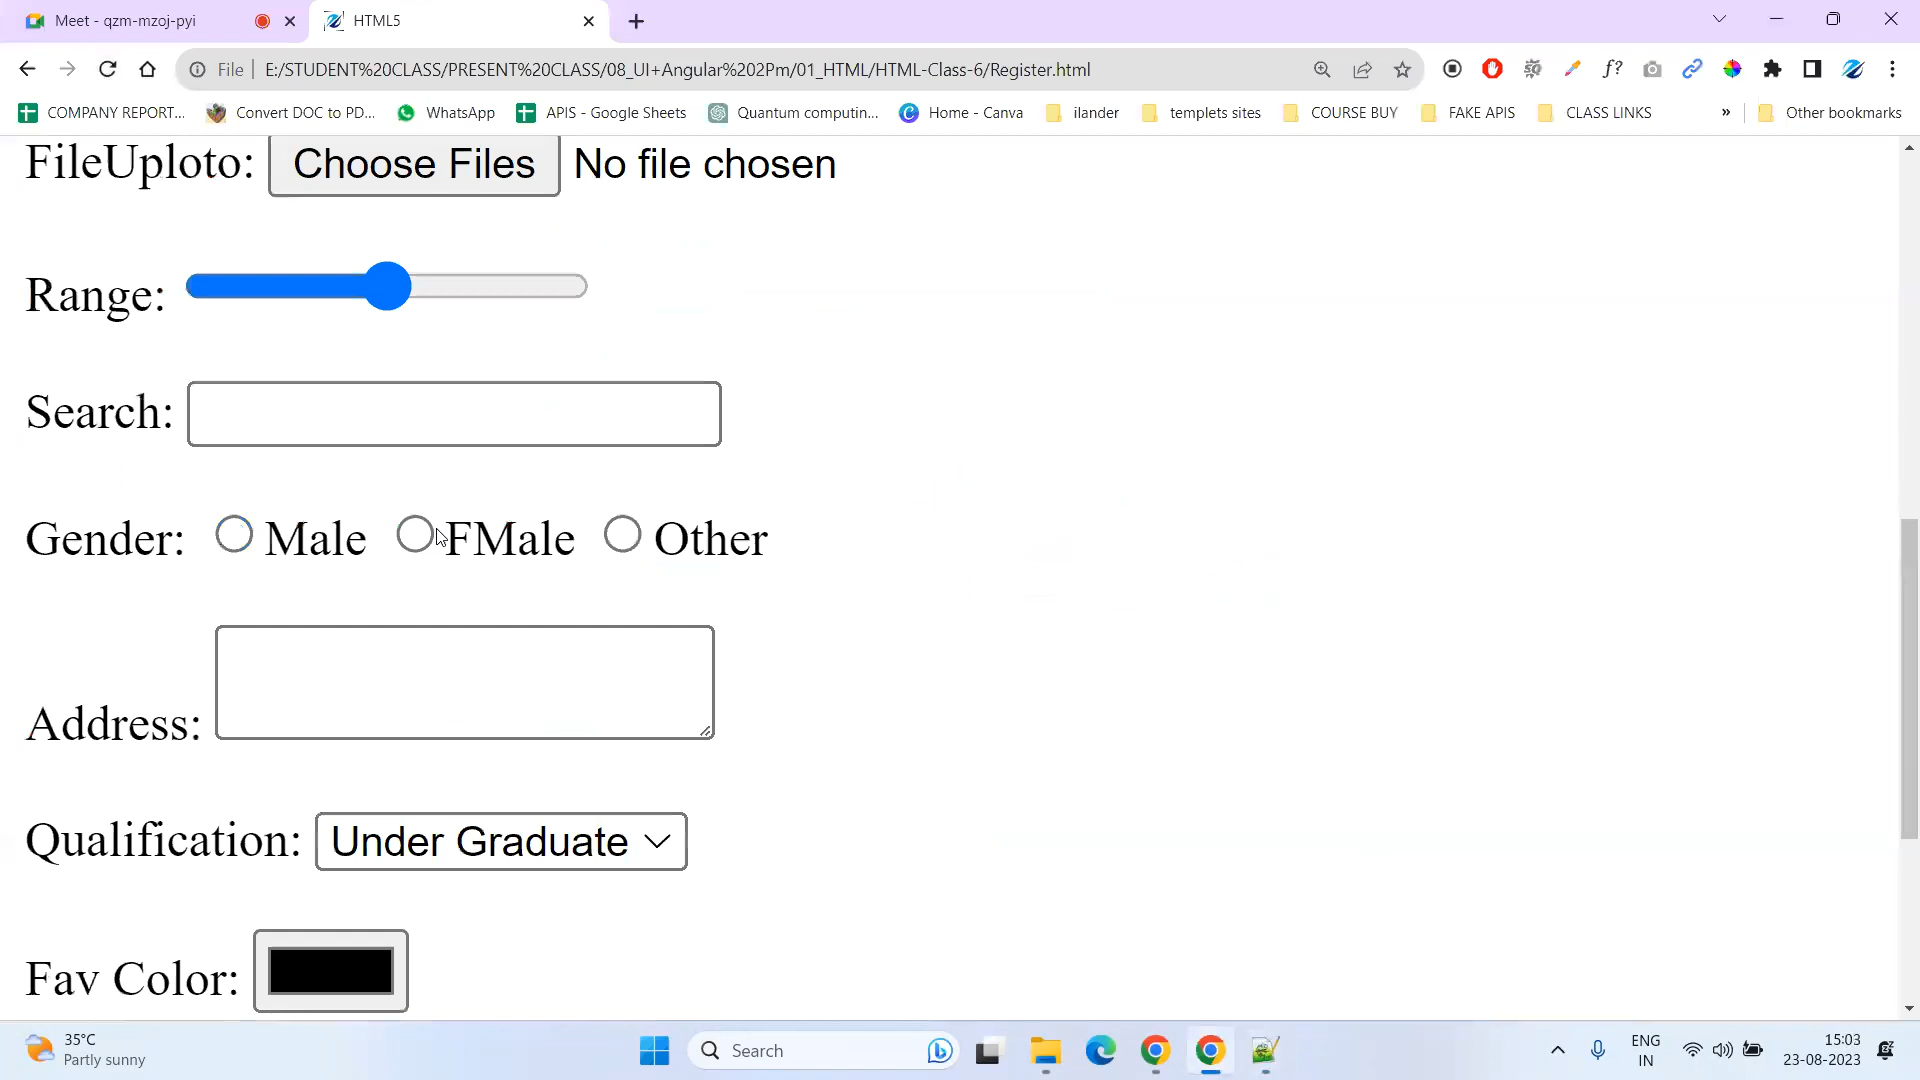 Meet - qzm-mzoj-pyi
HTML5
File
E:/STUDENT%20CLASS/PRESENT%20CLASS/08_UI+Angular%202Pm/01_HTML/HTML-Class-6/Register.html
COMPANY REPORT... Convert DOC to PD... WhatsApp APIS - Google Sheets Quantum computin... Home - Canva ilander templets sites COURSE BUY FAKE APIS CLASS LINKS » Other bookmarks
FileUploto: Choose Files No file chosen
Range:
Search:
Gender: Male FMale Other
Address:
Qualification: Under Graduate
Fav Color:
35°C
Partly sunny
Search
ENG
IN
15:03
23-08-2023